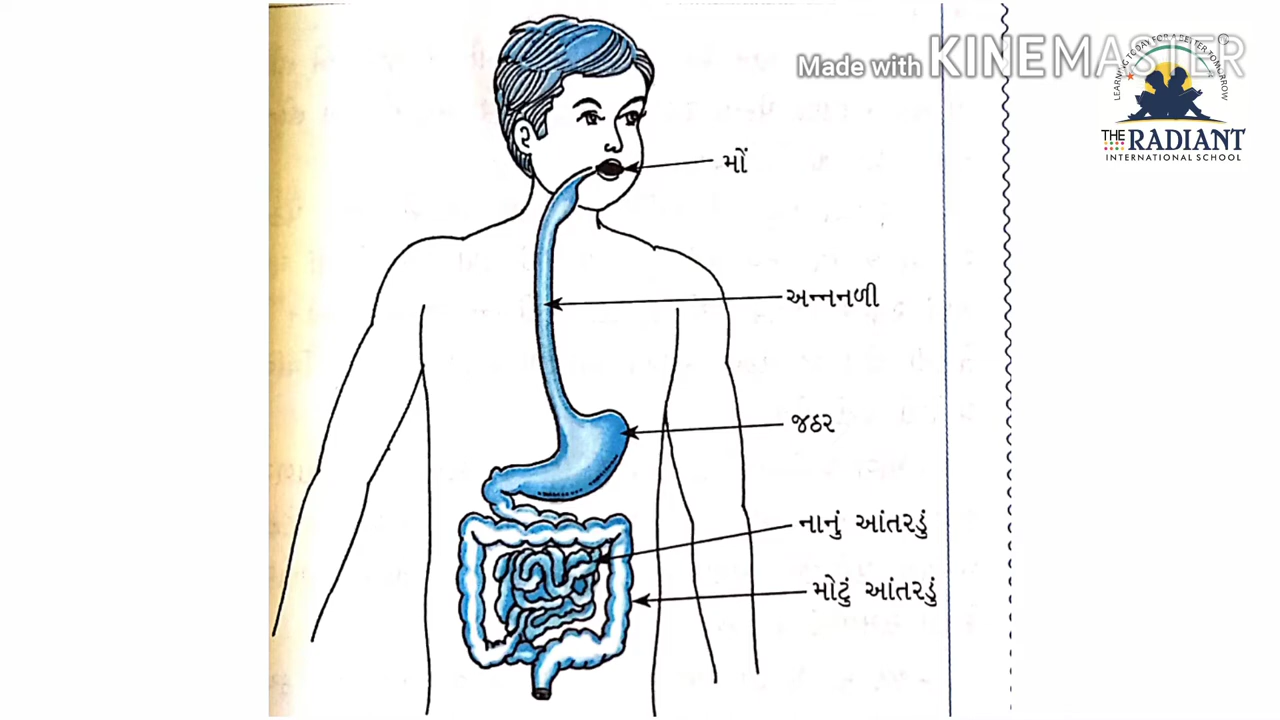 Made with KINEMASTER
LEARNING TODAY FOR A BETTER TOMORROW
THE RADIANT
INTERNATIONAL SCHOOL
મોં
અન્નનળી
જઠર
નાનું આંતરડું
મોટું આંતરડું